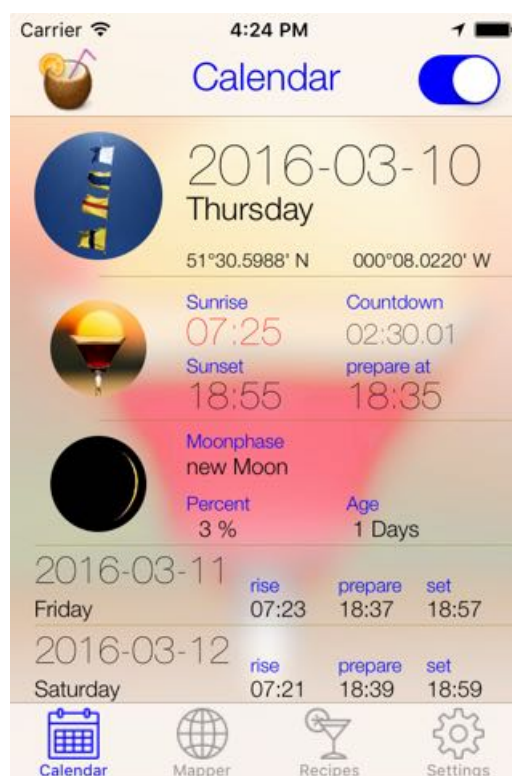 Carrier 4:24 PM
Calendar
2016-03-10
Thursday
51°30.5988' N 000°08.0220' W
Sunrise Countdown
07:25 02:30.01
Sunset prepare at
18:55 18:35
Moonphase
new Moon
Percent Age
3 % 1 Days
2016-03-11 rise prepare set
Friday 07:23 18:37 18:57
2016-03-12 rise prepare set
Saturday 07:21 18:39 18:59
Calendar Mapper Recipes Settings